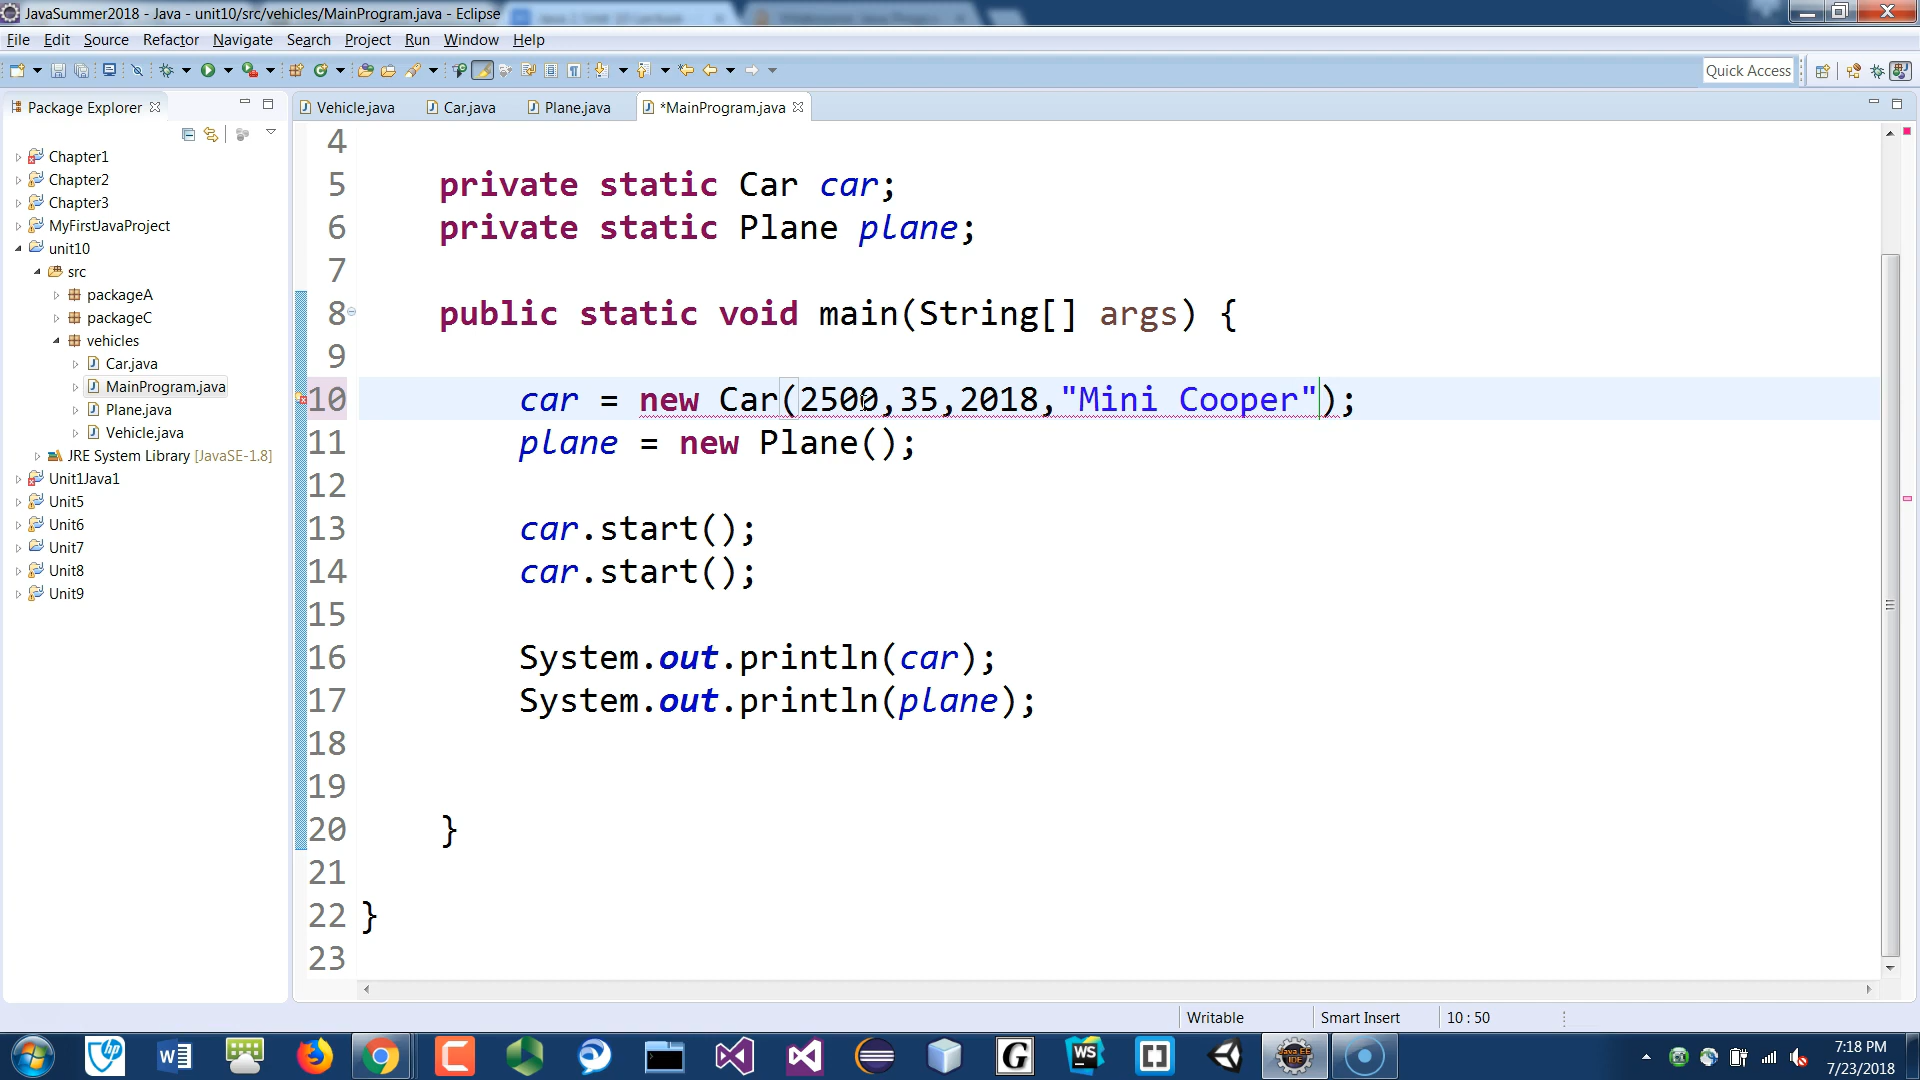 JavaSummer2018 - Java - unit10/src/vehicles/MainProgram.java - Eclipse
File Edit Source Refactor Navigate Search Project Run Window Help
Quick Access
Package Explorer
Vehicle.java Car.java Plane.java *MainProgram.java
Chapter1
Chapter2
Chapter3
MyFirstJavaProject
unit10
src
packageA
packageC
vehicles
Car.java
MainProgram.java
Plane.java
Vehicle.java
JRE System Library [JavaSE-1.8]
Unit1Java1
Unit5
Unit6
Unit7
Unit8
Unit9
4
5 private static Car car;
6 private static Plane plane;
7
8 public static void main(String[] args) {
9
10 car = new Car(2500,35,2018,"Mini Cooper");
11 plane = new Plane();
12
13 car.start();
14 car.start();
15
16 System.out.println(car);
17 System.out.println(plane);
18
19
20 }
21
22 }
23
Writable Smart Insert 10 : 50
7:18 PM
7/23/2018